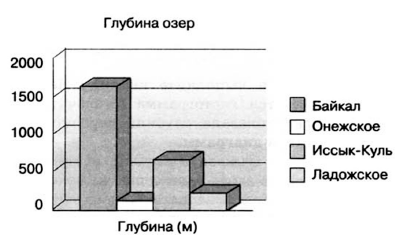 Глубина озер
2000
1500
1000
500
0
Байкал
Онежское
Иссык-Куль
Ладожское
Глубина (м)